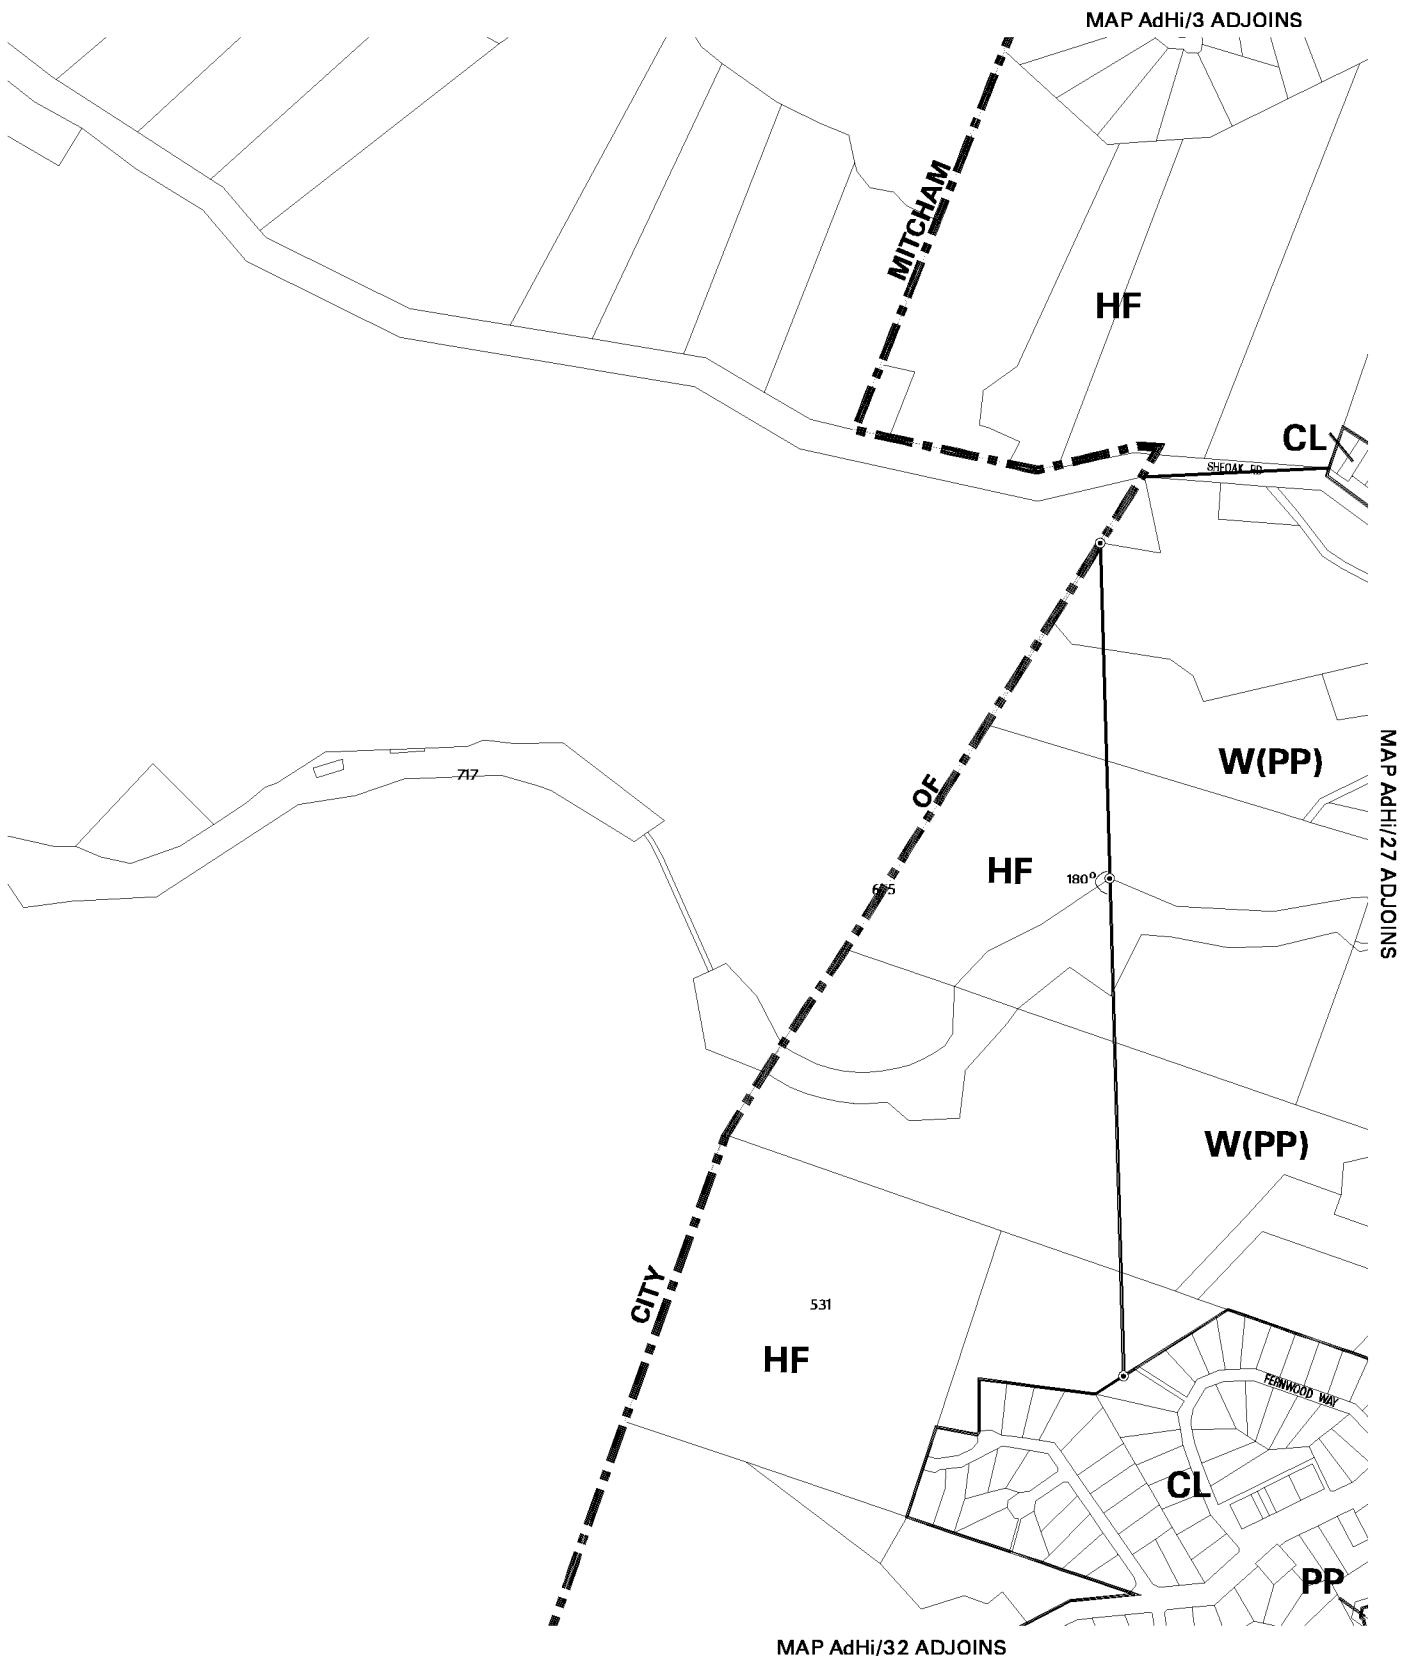 MAP AdHi/3 ADJOINS
MITCHAM
HF
CL
SHEOAK RD
W(PP)
MAP AdHi/27 ADJOINS
717
OF
HF
180°
W(PP)
CITY
531
HF
FERNWOOD WAY
CL
PP
MAP AdHi/32 ADJOINS